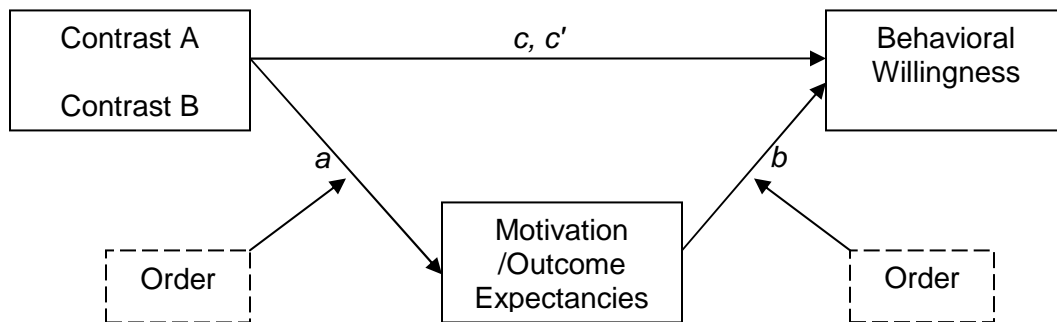 Contrast A
Contrast B
c, c'
Behavioral
Willingness
a
b
Order
Motivation
/Outcome
Expectancies
Order